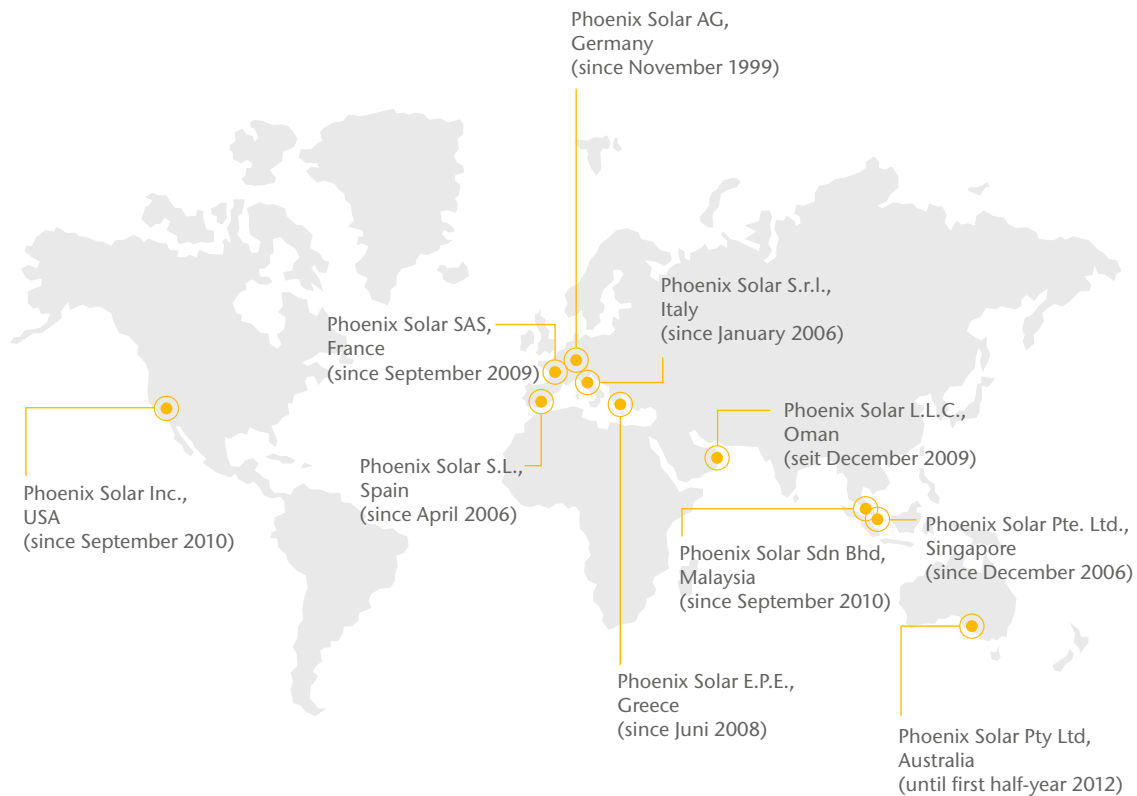 Phoenix Solar AG,
Germany
(since November 1999)
Phoenix Solar S.r.l.,
Italy
(since January 2006)
Phoenix Solar SAS,
France
(since September 2009)
Phoenix Solar L.L.C.,
Oman
(seit December 2009)
Phoenix Solar S.L.,
Spain
(since April 2006)
Phoenix Solar Inc.,
USA
(since September 2010)
Phoenix Solar Pte. Ltd.,
Singapore
(since December 2006)
Phoenix Solar Sdn Bhd,
Malaysia
(since September 2010)
Phoenix Solar E.P.E.,
Greece
(since Juni 2008)
Phoenix Solar Pty Ltd,
Australia
(until first half-year 2012)